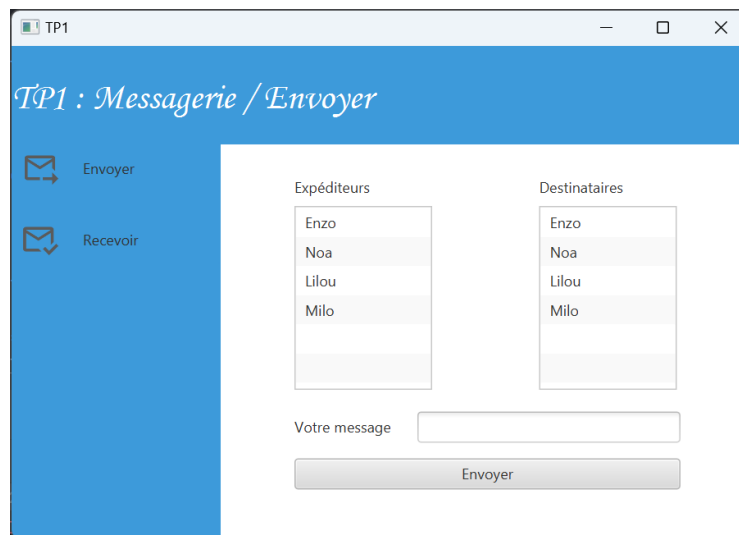 TP1
TP1 : Messagerie / Envoyer
Envoyer
Recevoir
Expéditeurs
Enzo
Noa
Lilou
Milo
Destinataires
Enzo
Noa
Lilou
Milo
Votre message
Envoyer